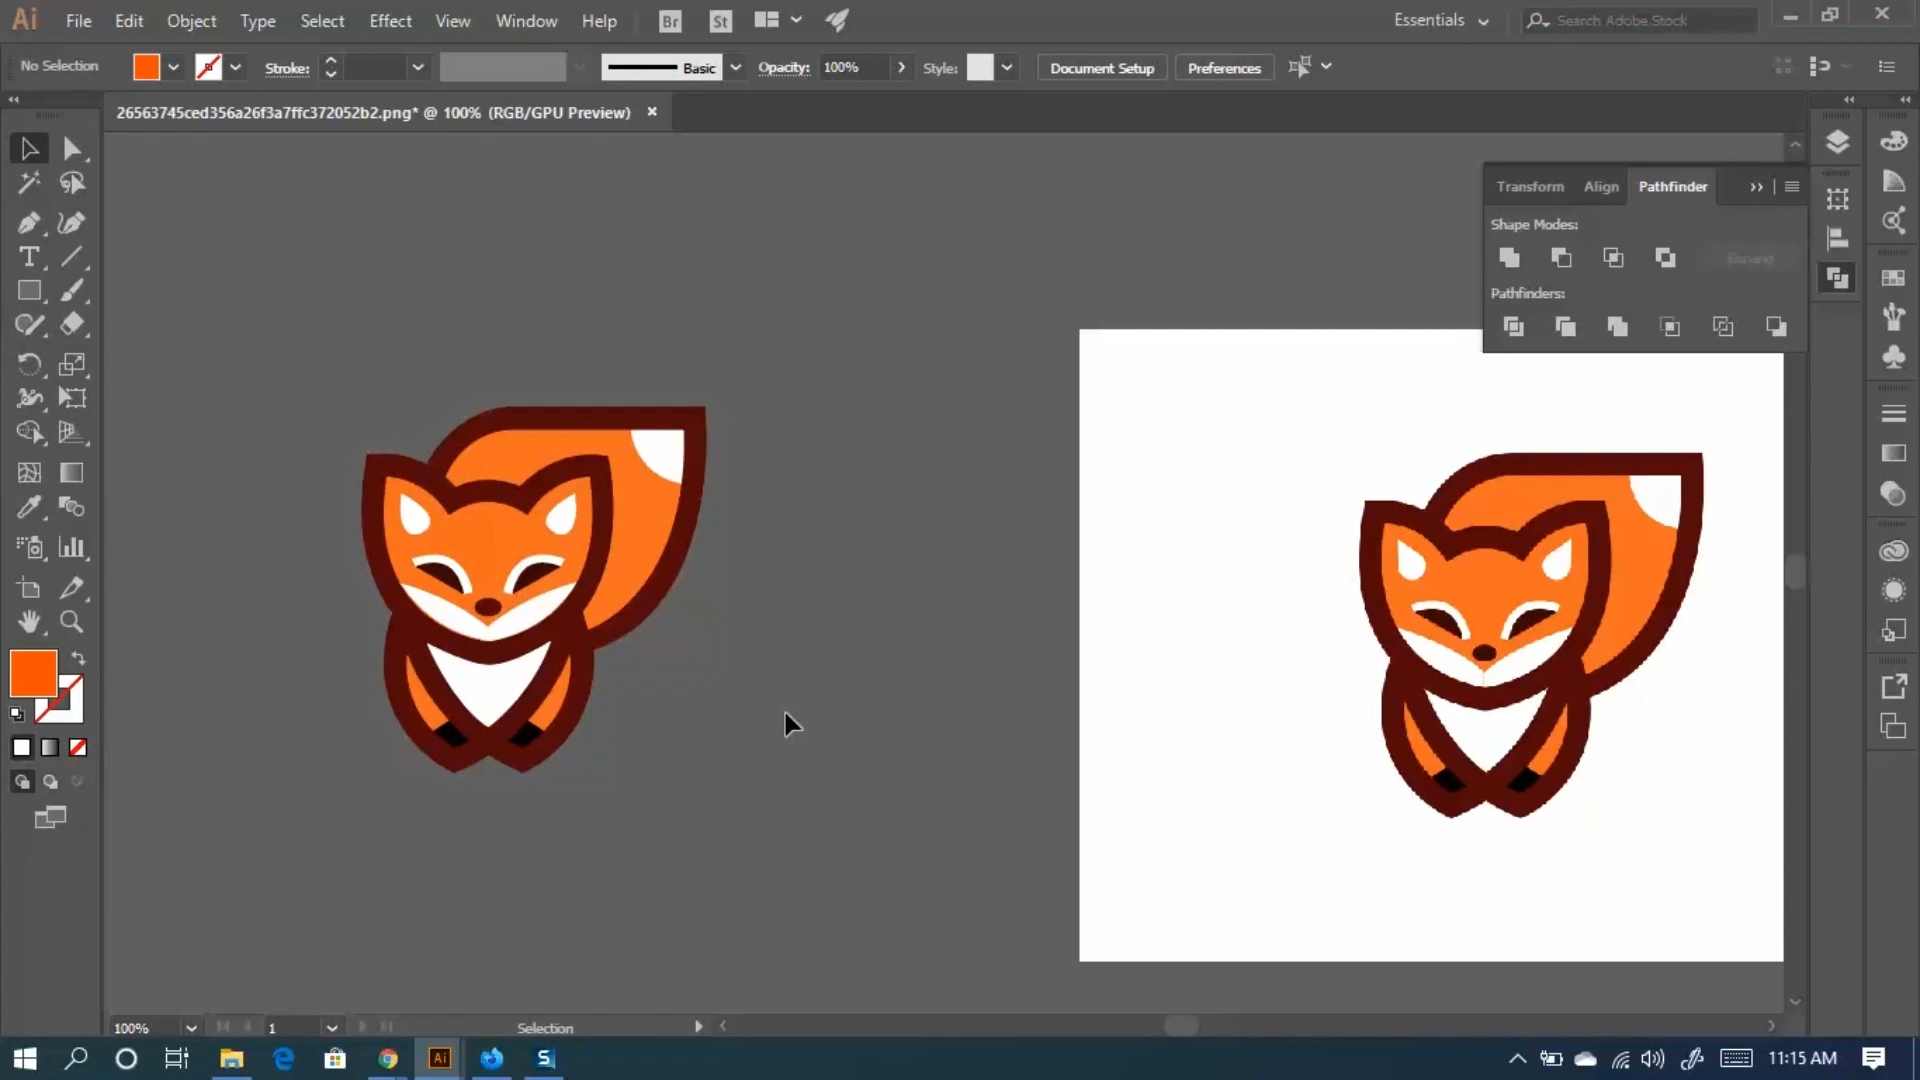 Ai File Edit Object Type Select Effect View Window Help Br St Essentials Search Adobe Stock
No Selection Stroke: Basic Opacity: 100% Style: Document Setup Preferences
26563745ced356a26f3a7ffc372052b2.png* @ 100% (RGB/GPU Preview)
Transform Align Pathfinder
Shape Modes:
Expand
Pathfinders:
100% 1 Selection
Ai S 11:15 AM